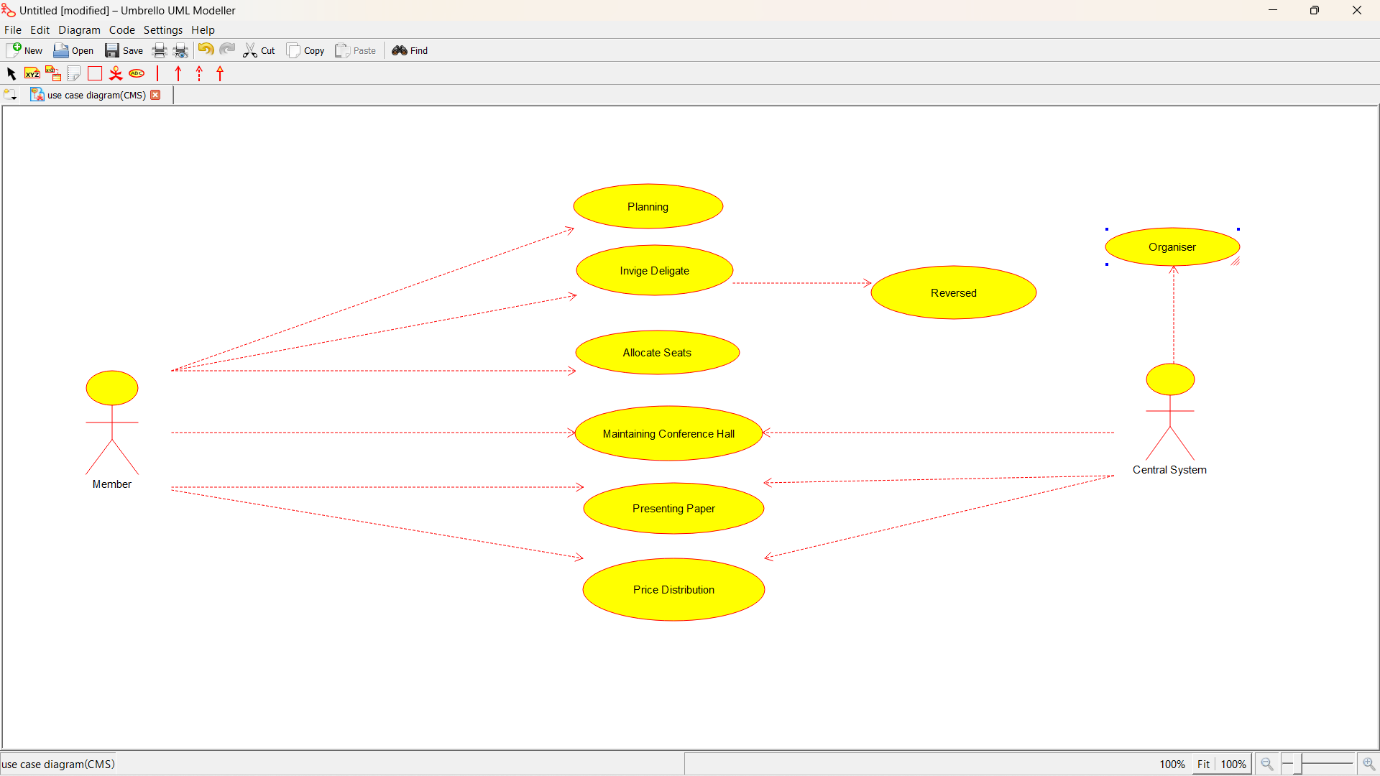 Untitled [modified] – Umbrello UML Modeller
File Edit Diagram Code Settings Help
New Open Save Cut Copy Paste Find
XYZ ABC
use case diagram(CMS)
Planning
Organiser
Invige Deligate
Reversed
Allocate Seats
Maintaining Conference Hall
Central System
Member
Presenting Paper
Price Distribution
use case diagram(CMS) 100% Fit 100%